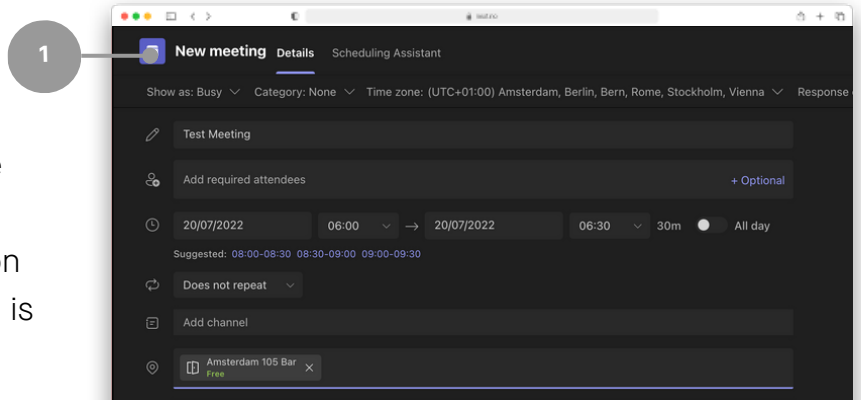 1
New meeting Details Scheduling Assistant
Show as: Busy Category: None Time zone: (UTC+01:00) Amsterdam, Berlin, Bern, Rome, Stockholm, Vienna Response
Test Meeting
Add required attendees + Optional
20/07/2022 06:00 → 20/07/2022 06:30 30m All day
on
Suggested: 08:00-08:30 08:30-09:00 09:00-09:30
is
Does not repeat
Add channel
Amsterdam 105 Bar
Free